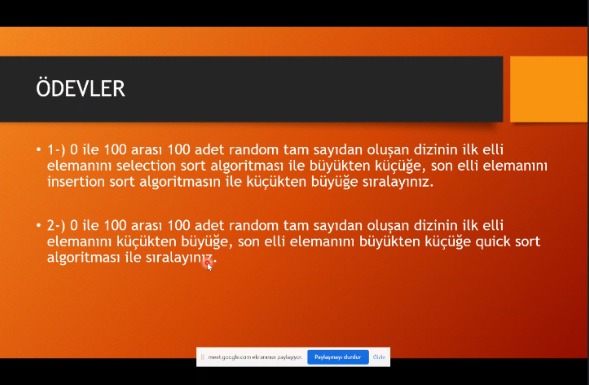 ÖDEVLER
• 1-) 0 ile 100 arası 100 adet random tam sayıdan oluşan dizinin ilk elli
elemanını selection sort algoritması ile büyükten küçüğe, son elli elemanını
insertion sort algoritmasın ile küçükten büyüğe sıralayınız.
• 2-) 0 ile 100 arası 100 adet random tam sayıdan oluşan dizinin ilk elli
elemanını küçükten büyüğe, son elli elemanını büyükten küçüğe quick sort
algoritması ile sıralayınız.
meet.google.com ekranınızı paylaşıyor. Paylaşmayı durdur Gizle